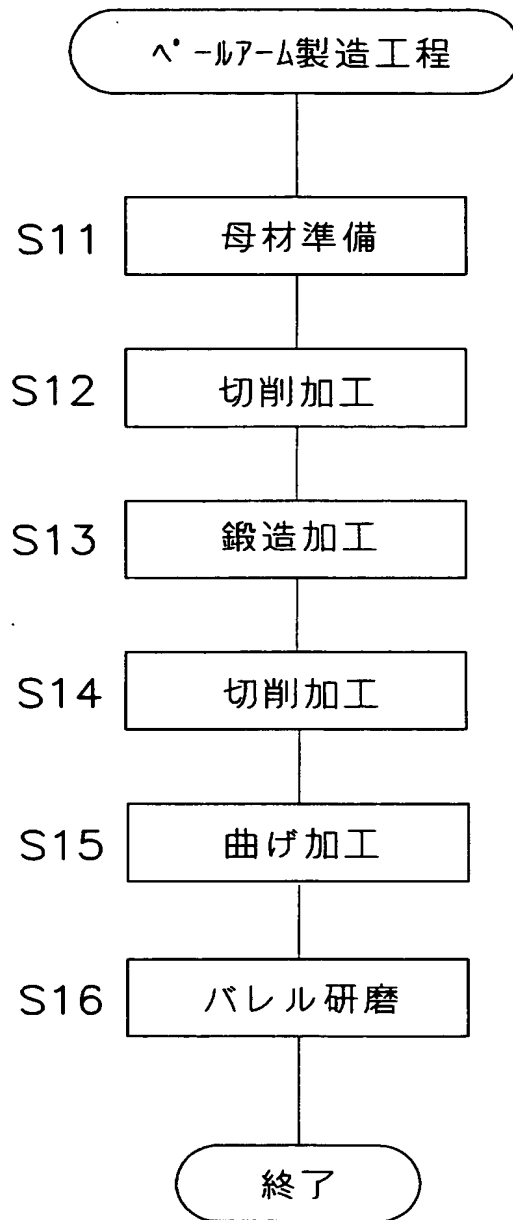 ベールアーム製造工程
S11 母材準備
S12 切削加工
S13 鍛造加工
S14 切削加工
S15 曲げ加工
S16 バレル研磨
終了